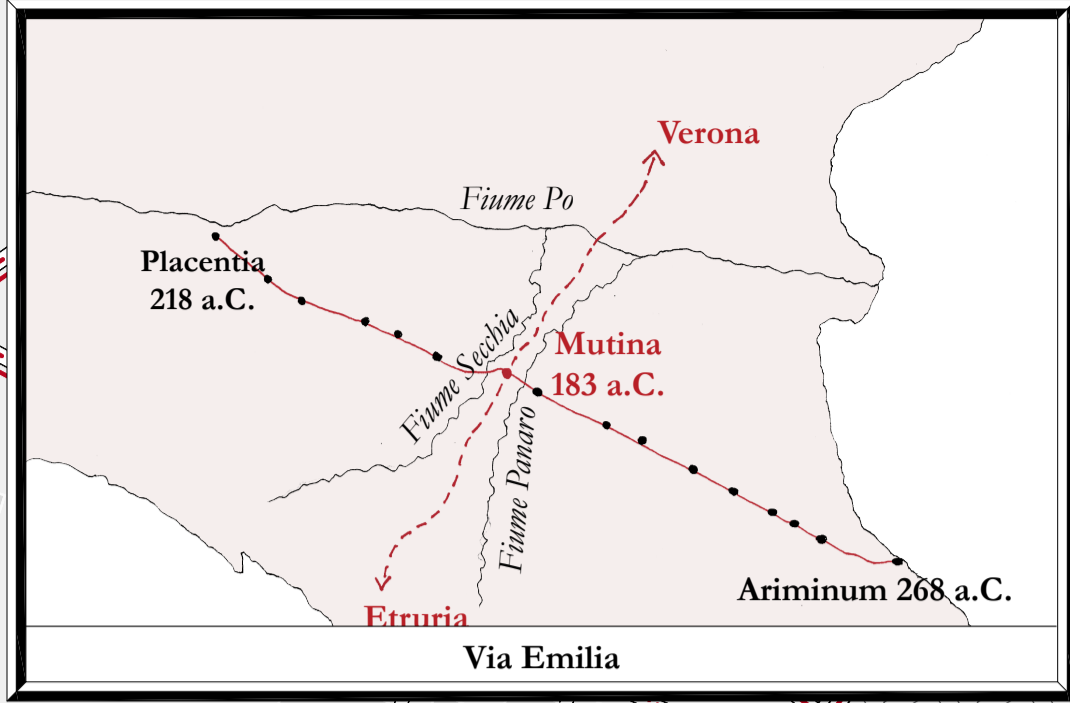 Verona
Fiume Po
Placentia
218 a.C.
Fiume Secchia
Mutina
183 a.C.
Fiume Panaro
Ariminum 268 a.C.
Etruria
Via Emilia